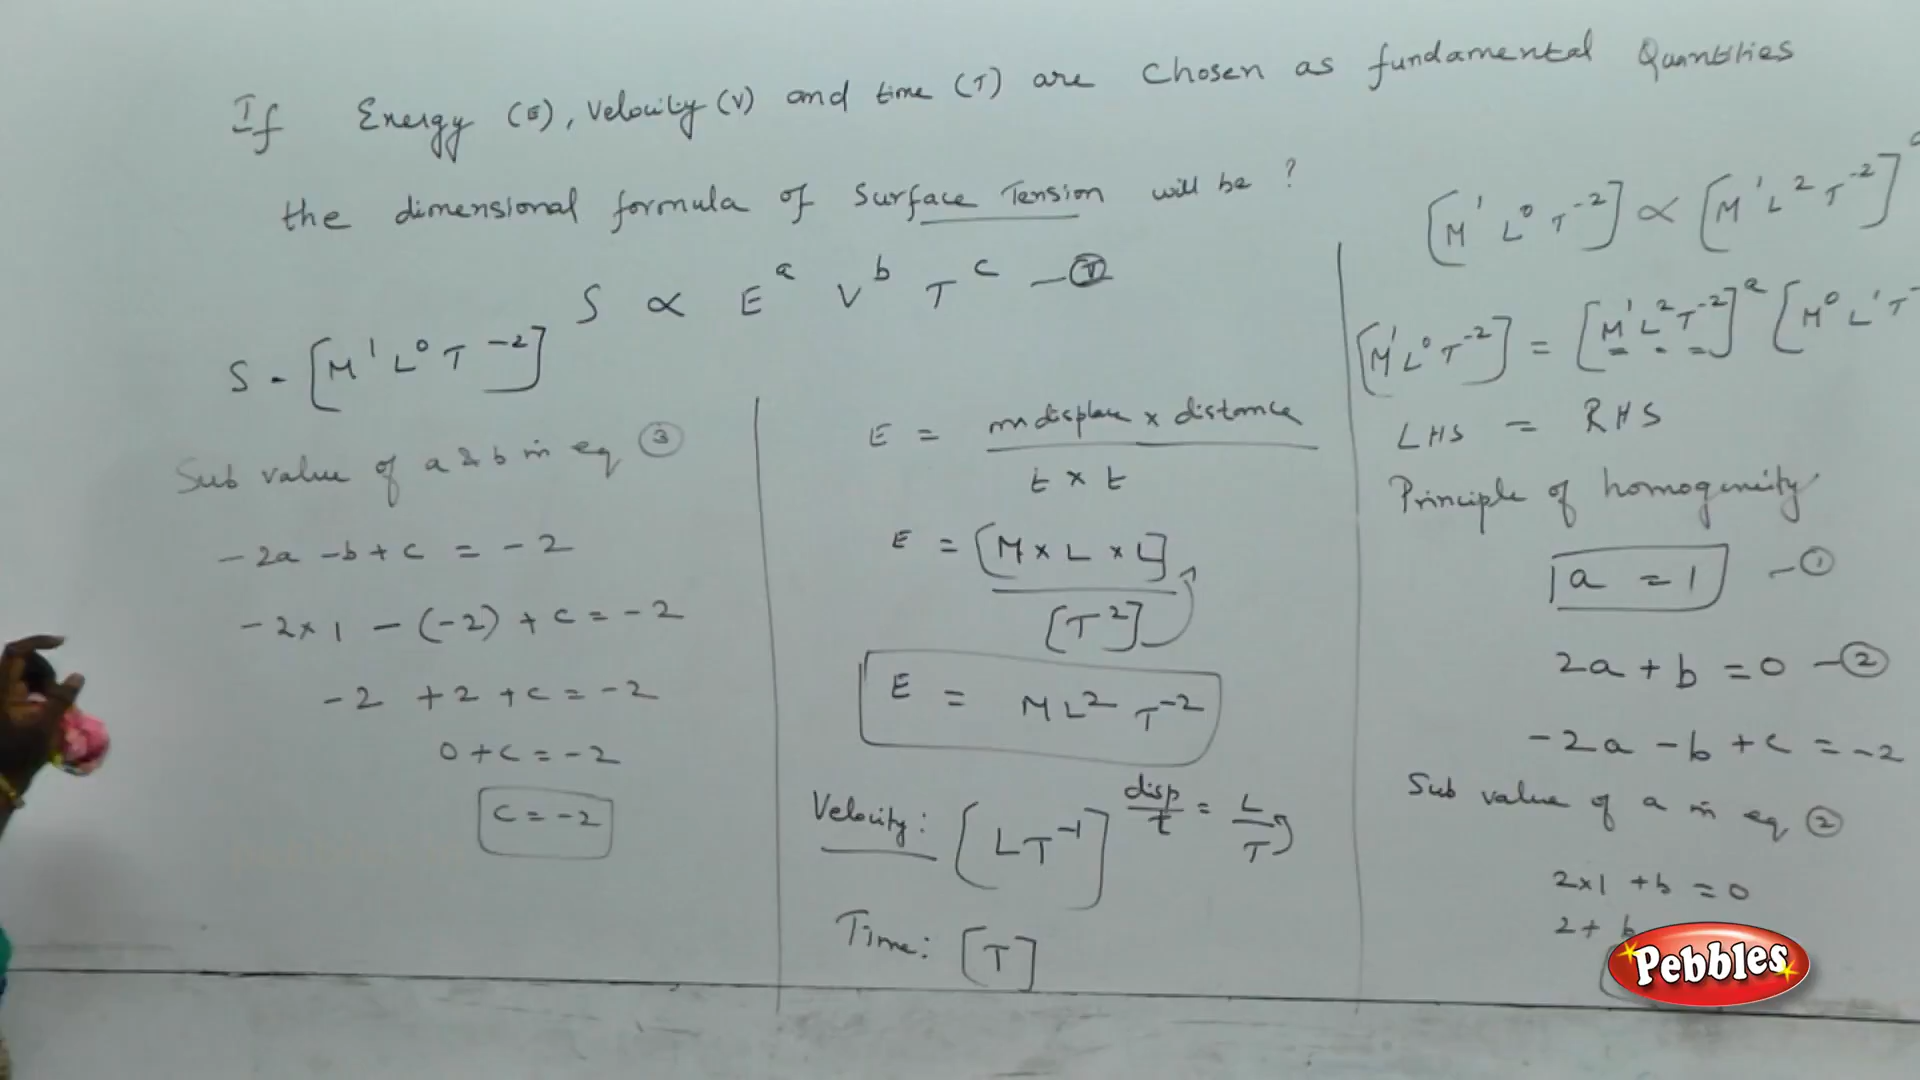 If Energy (E), Velocity (V) and time (T) are chosen as fundamental Quantities
the dimensional formula of Surface Tension will be ?
S ∝ E^a V^b T^c — ①
S = [M^1 L^0 T^-2]
Sub value of a & b in eq ③
-2a - b + c = -2
-2×1 - (-2) + c = -2
-2 + 2 + c = -2
0 + c = -2
c = -2
E = m displace × distance
t × t
E = [M × L × L]
[T^2]
E = ML^2 T^-2
Velocity: [LT^-1] disp/t = L/T
Time: [T]
[M^1 L^0 T^-2] ∝ [M^1 L^2 T^-2]
[M^1 L^0 T^-2] = [M^1 L^2 T^-2]^a [M^0 L^1 T^-
LHS = RHS
Principle of homogeneity
a = 1 — ①
2a + b = 0 — ②
-2a - b + c = -2
Sub value of a in eq ②
2×1 + b = 0
2 + b
Pebbles